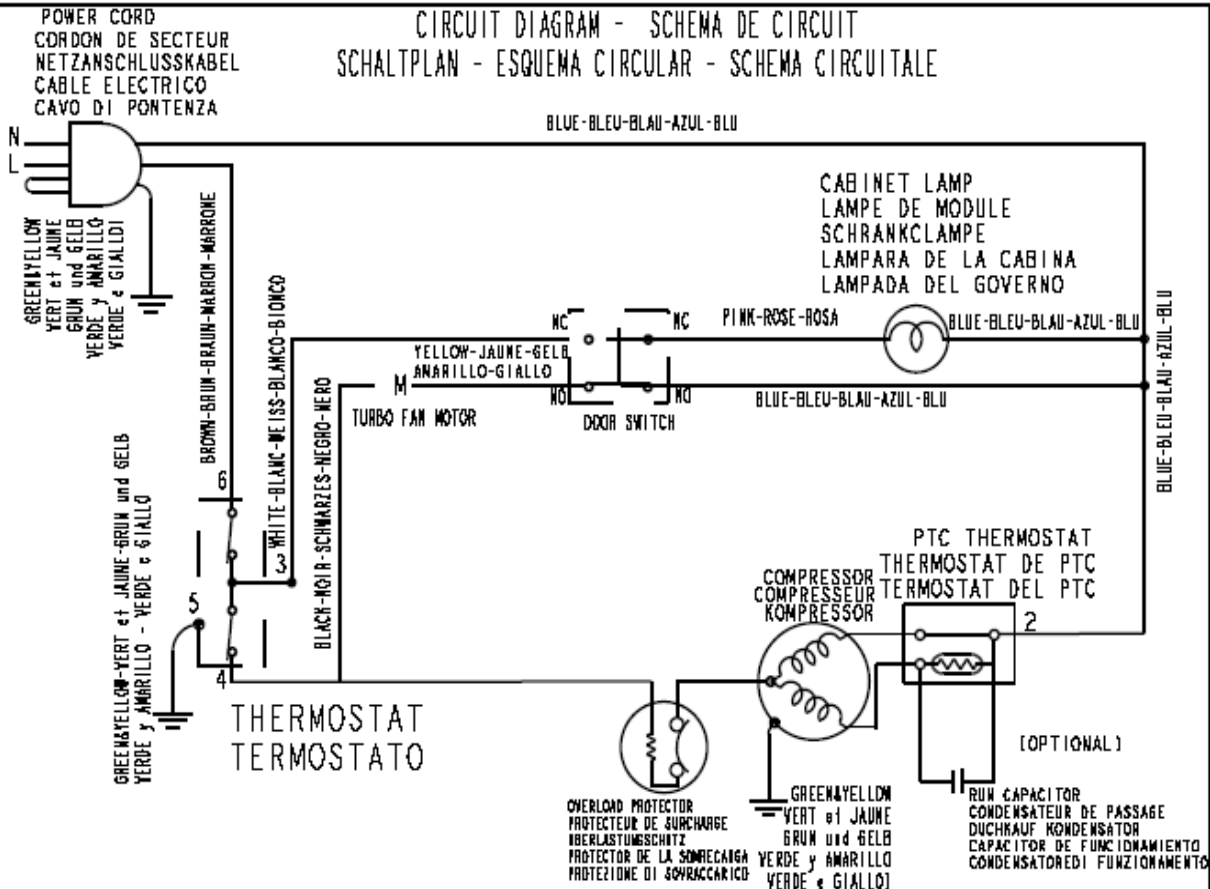 POWER CORD
CORDON DE SECTEUR
NETZANSCHLUSSKABEL
CABLE ELECTRICO
CAVO DI PONTENZA
CIRCUIT DIAGRAM - SCHEMA DE CIRCUIT
SCHALTPLAN - ESQUEMA CIRCULAR - SCHEMA CIRCUITALE
N
L
BLUE-BLEU-BLAU-AZUL-BLU
GREEN&YELLOW
VERT et JAUNE
GRUN und GELB
VERDE y AMARILLO
VERDE e GIALLDI
BROWN-BRUN-BRAUN-MARRON-MARRONE
CABINET LAMP
LAMPE DE MODULE
SCHRANKCLAMPE
LAMPARA DE LA CABINA
LAMPADA DEL GOVERNO
NC
NC
PINK-ROSE-ROSA
BLUE-BLEU-BLAU-AZUL-BLU
YELLOW-JAUNE-GELB
AMARILLO-GIALLO
M
NO
NO
TURBO FAN MOTOR
DOOR SWITCH
BLUE-BLEU-BLAU-AZUL-BLU
BLUE-BLEU-BLAU-AZUL-BLU
WHITE-BLANC-WEISS-BLANCO-BIONCO
BLACK-NOIR-SCHWARZES-NEGRO-NERO
GREEN&YELLOW-VERT et JAUNE-GRUN und GELB
VERDE y AMARILLO - VERDE e GIALLO
6
3
5
4
THERMOSTAT
TERMOSTATO
PTC THERMOSTAT
THERMOSTAT DE PTC
TERMOSTAT DEL PTC
COMPRESSOR
COMPRESSEUR
KOMPRESSOR
2
[OPTIONAL]
OVERLOAD PROTECTOR
PROTECTEUR DE SURCHARGE
PROTECTOR DE LA
PROTEZIONE DI SOVRACCARICO
GREEN&YELLOW
VERT et JAUNE
GRUN und GELB
VERDE y AMARILLO
VERDE e GIALLO]
RUN CAPACITOR
CONDENSATEUR DE PASSAGE
DUCHKAUF KONDENSATOR
CAPACITOR DE FUNCIONAMIENTO
CONDENSATOREDI FUNZIONAMENTO